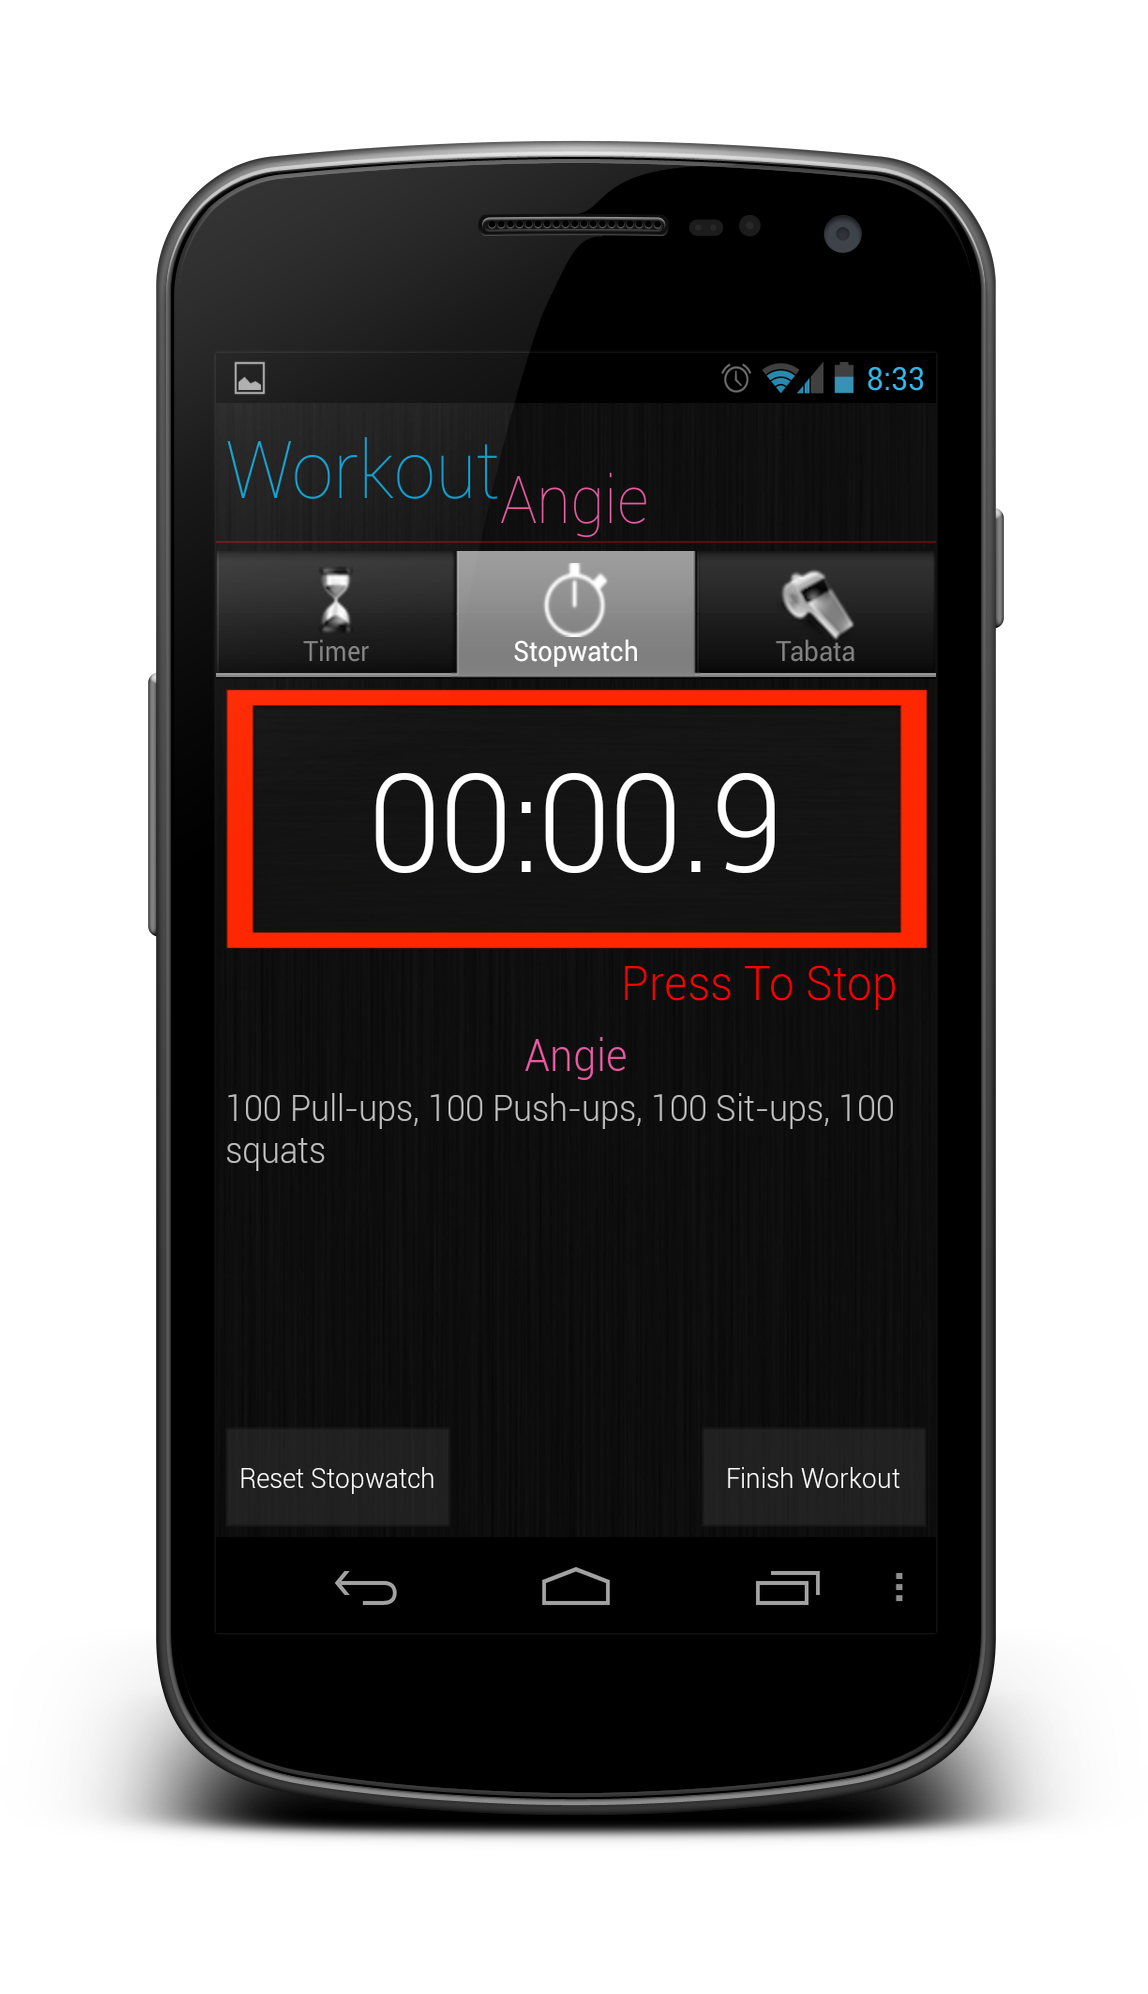 8:33
Workout Angie
Timer Stopwatch Tabata
00:00.9
Press To Stop
Angie
100 Pull-ups, 100 Push-ups, 100 Sit-ups, 100
squats
Reset Stopwatch Finish Workout